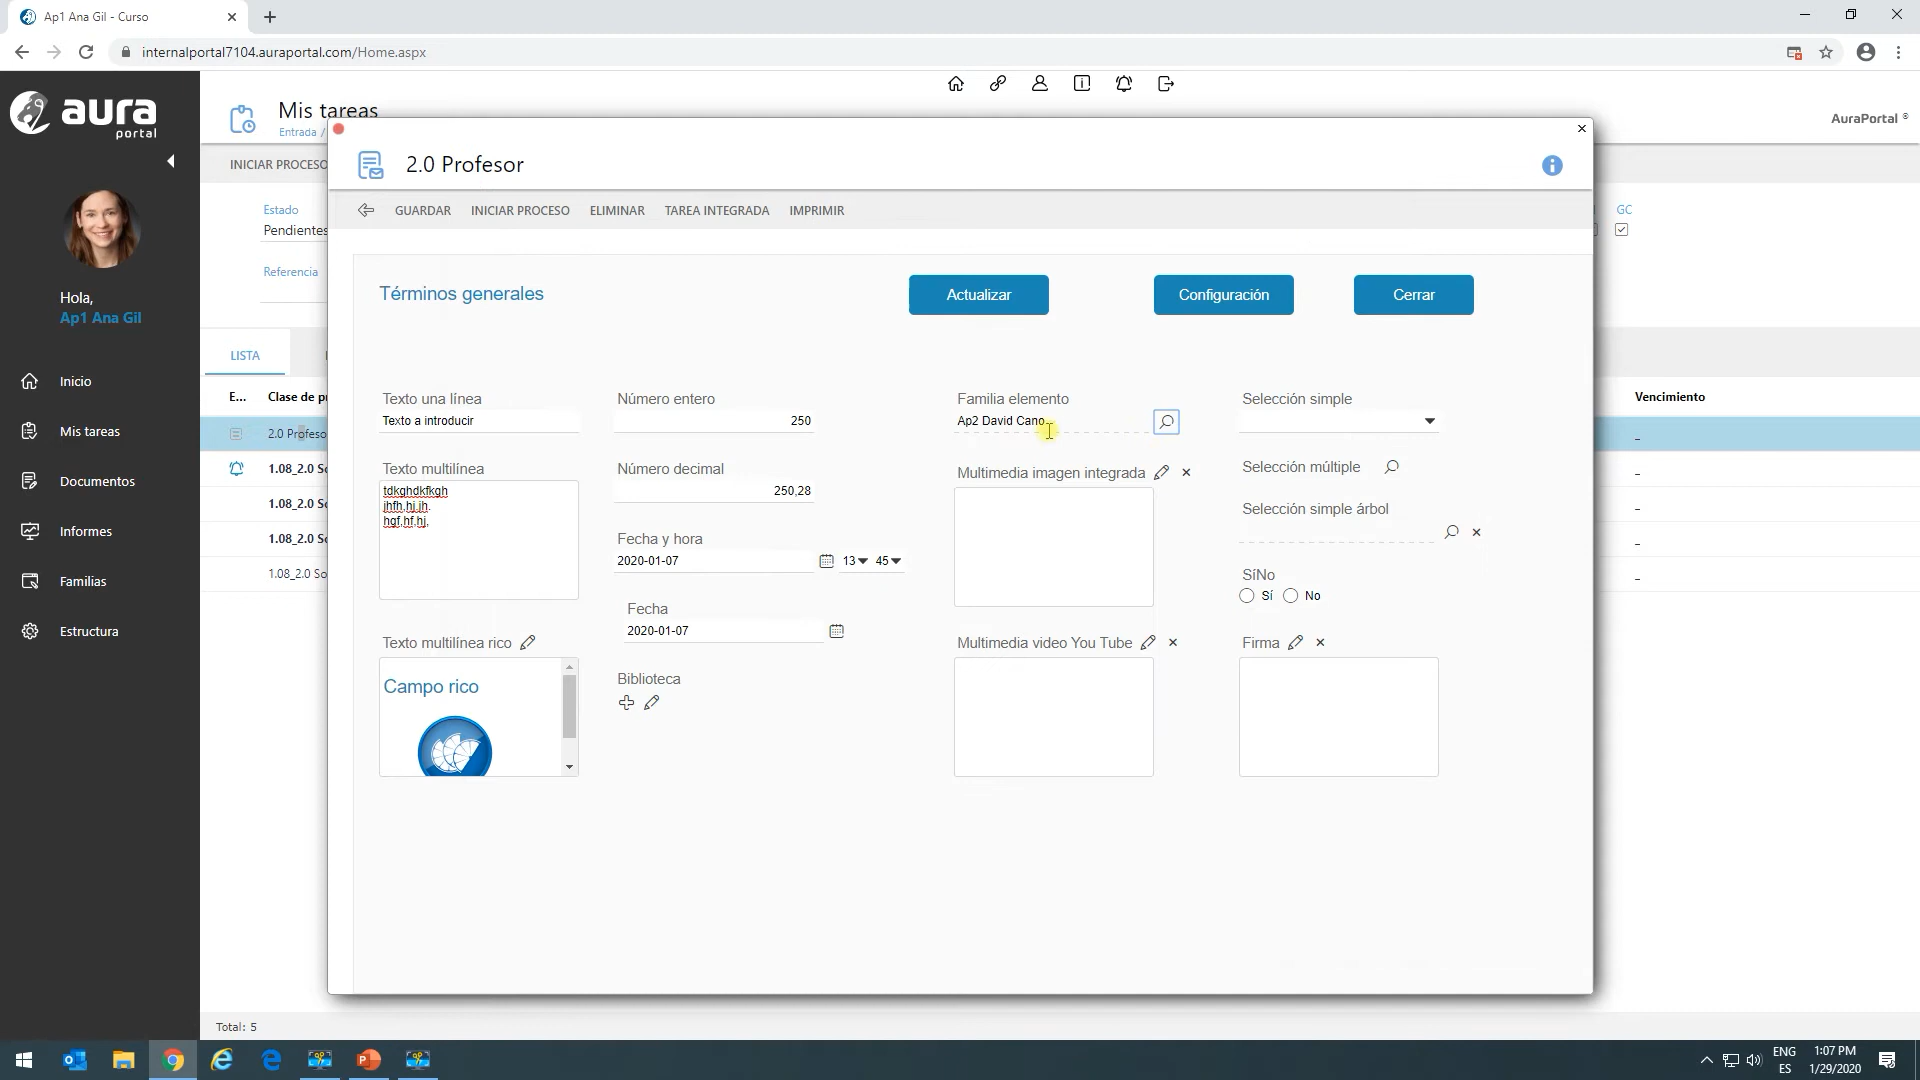 Ap1 Ana Gil - Curso
internalportal7104.auraportal.com/Home.aspx
aura
portal
Mis tareas
Entrada /
AuraPortal ®
INICIAR PROCESO
2.0 Profesor
GUARDAR INICIAR PROCESO ELIMINAR TAREA INTEGRADA IMPRIMIR
Estado
Pendientes
GC
Referencia
Hola,
Ap1 Ana Gil
Términos generales
Actualizar
Configuración
Cerrar
Inicio
Mis tareas
Documentos
Informes
Familias
Estructura
LISTA
E... Clase de pr
Vencimiento
2.0 Profeso
1.08_2.0 So
1.08_2.0 So
1.08_2.0 So
1.08_2.0 So
Texto una línea
Texto a introducir
Texto multilínea
tdkghdkfkgh
jhfh,hj,jh.
hgf,hf,hj,
Texto multilínea rico
Campo rico
Número entero
250
Número decimal
250,28
Fecha y hora
2020-01-07
13 45
Fecha
2020-01-07
Biblioteca
Familia elemento
Ap2 David Cano
Multimedia imagen integrada
Multimedia video You Tube
Selección simple
Selección múltiple
Selección simple árbol
SíNo
Sí No
Firma
Total: 5
ENG
ES
1:07 PM
1/29/2020